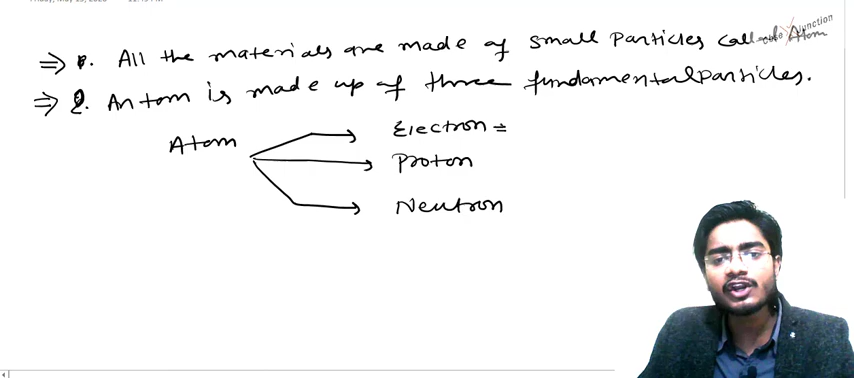 ⇒ 1. All the materials are made of small particles called Atom
⇒ 2. An tom is made up of three fundamental particles.
Atom
Electron =
Proton
Neutron